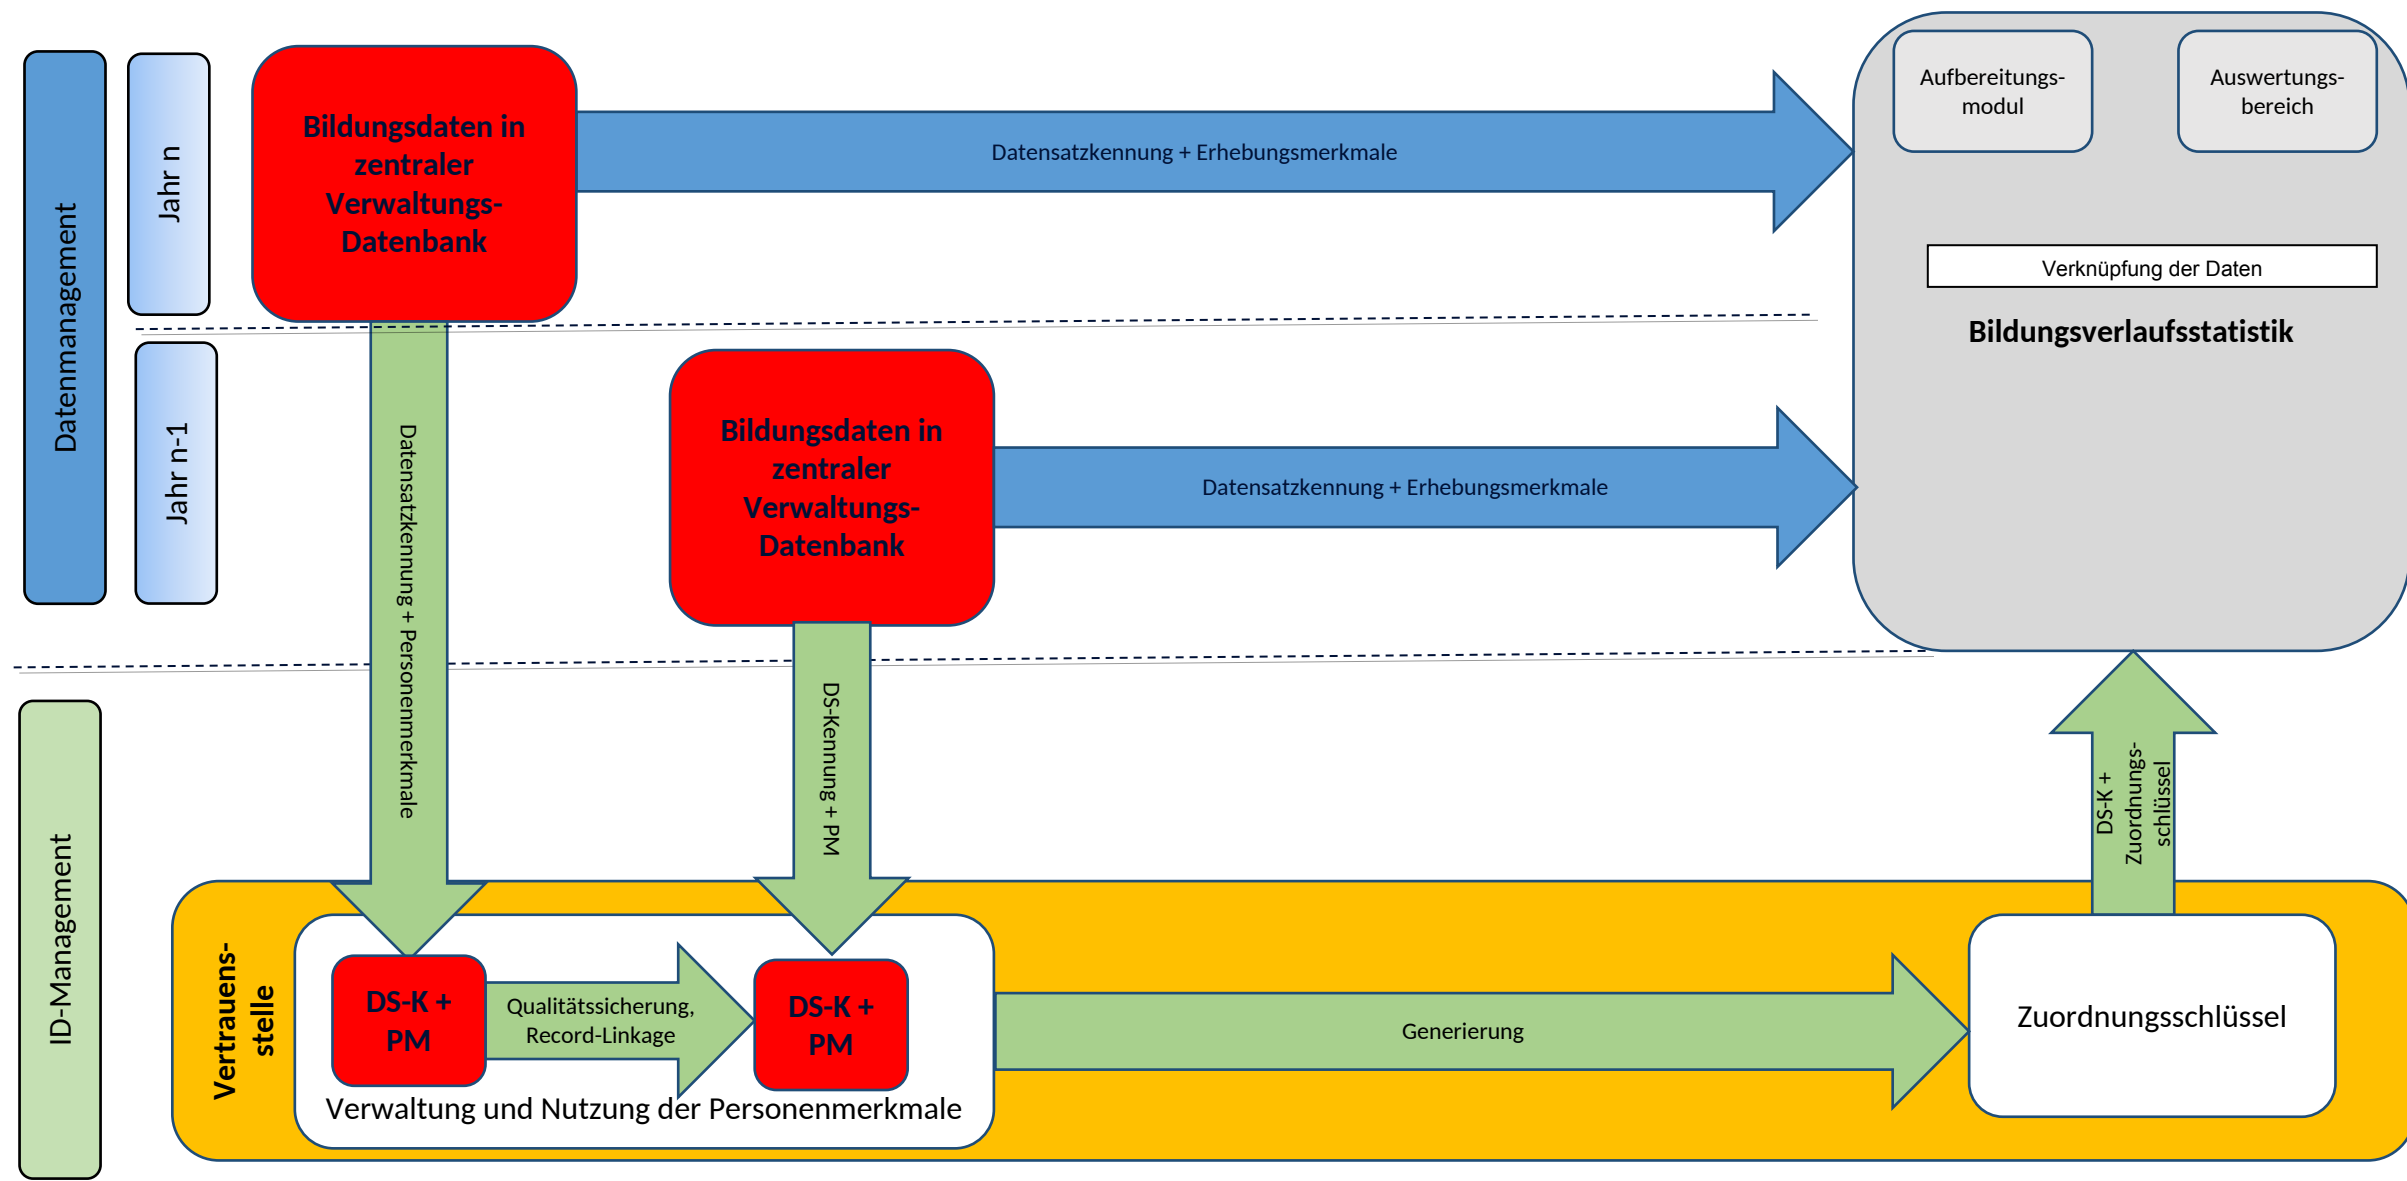 Datenmanagement
Jahr n
Bildungsdaten in
zentraler
Verwaltungs-
Datenbank
Datensatzkennung + Erhebungsmerkmale
Aufbereitungs-
modul
Auswertungs-
bereich
Verknüpfung der Daten
Bildungsverlaufsstatistik
Jahr n-1
Datensatzkennung + Personenmerkmale
Bildungsdaten in
zentraler
Verwaltungs-
Datenbank
Datensatzkennung + Erhebungsmerkmale
DS-Kennung + PM
DS-K +
Zuordnungs-
schlüssel
ID-Management
Vertrauens-
stelle
DS-K +
PM
Qualitätssicherung,
Record-Linkage
DS-K +
PM
Verwaltung und Nutzung der Personenmerkmale
Generierung
Zuordnungsschlüssel